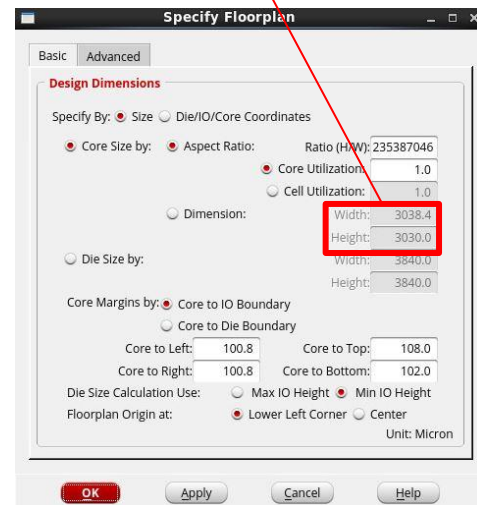 Specify Floorplan
Basic Advanced
Design Dimensions
Specify By: Size Die/IO/Core Coordinates
Core Size by: Aspect Ratio: Ratio (H/W): 235387046
Core Utilization: 1.0
Cell Utilization: 1.0
Dimension: Width: 3038.4
Height: 3030.0
Die Size by: Width: 3840.0
Height: 3840.0
Core Margins by: Core to IO Boundary
Core to Die Boundary
Core to Left: 100.8 Core to Top: 108.0
Core to Right: 100.8 Core to Bottom: 102.0
Die Size Calculation Use: Max IO Height Min IO Height
Floorplan Origin at: Lower Left Corner Center
Unit: Micron
OK Apply Cancel Help